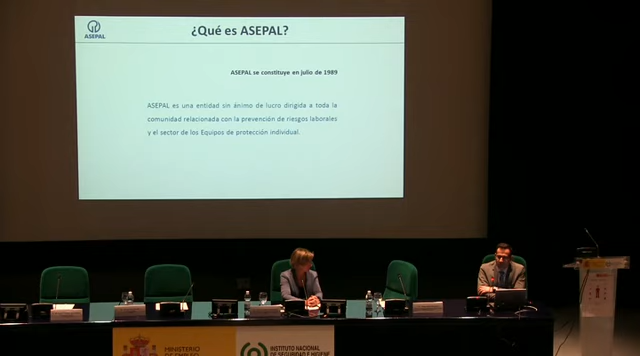 ASEPAL
¿Qué es ASEPAL?
ASEPAL se constituye en julio de 1989
ASEPAL es una entidad sin ánimo de lucro dirigida a toda la
comunidad relacionada con la prevención de riesgos laborales
y el sector de los Equipos de protección individual.
MINISTERIO
DE EMPLEO
INSTITUTO NACIONAL
DE SEGURIDAD E HIGIENE